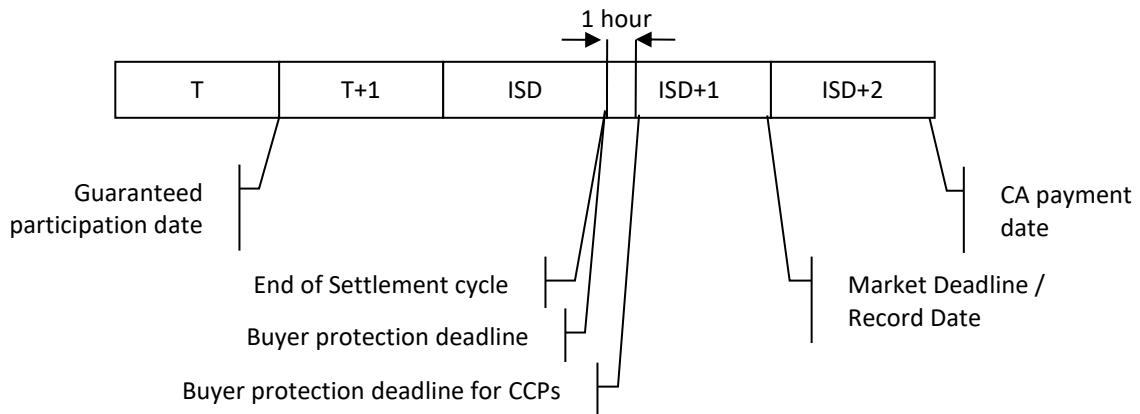 1 hour
T
T+1
ISD
ISD+1
ISD+2
Guaranteed
participation date
CA payment
date
End of Settlement cycle
Market Deadline /
Record Date
Buyer protection deadline
Buyer protection deadline for CCPs